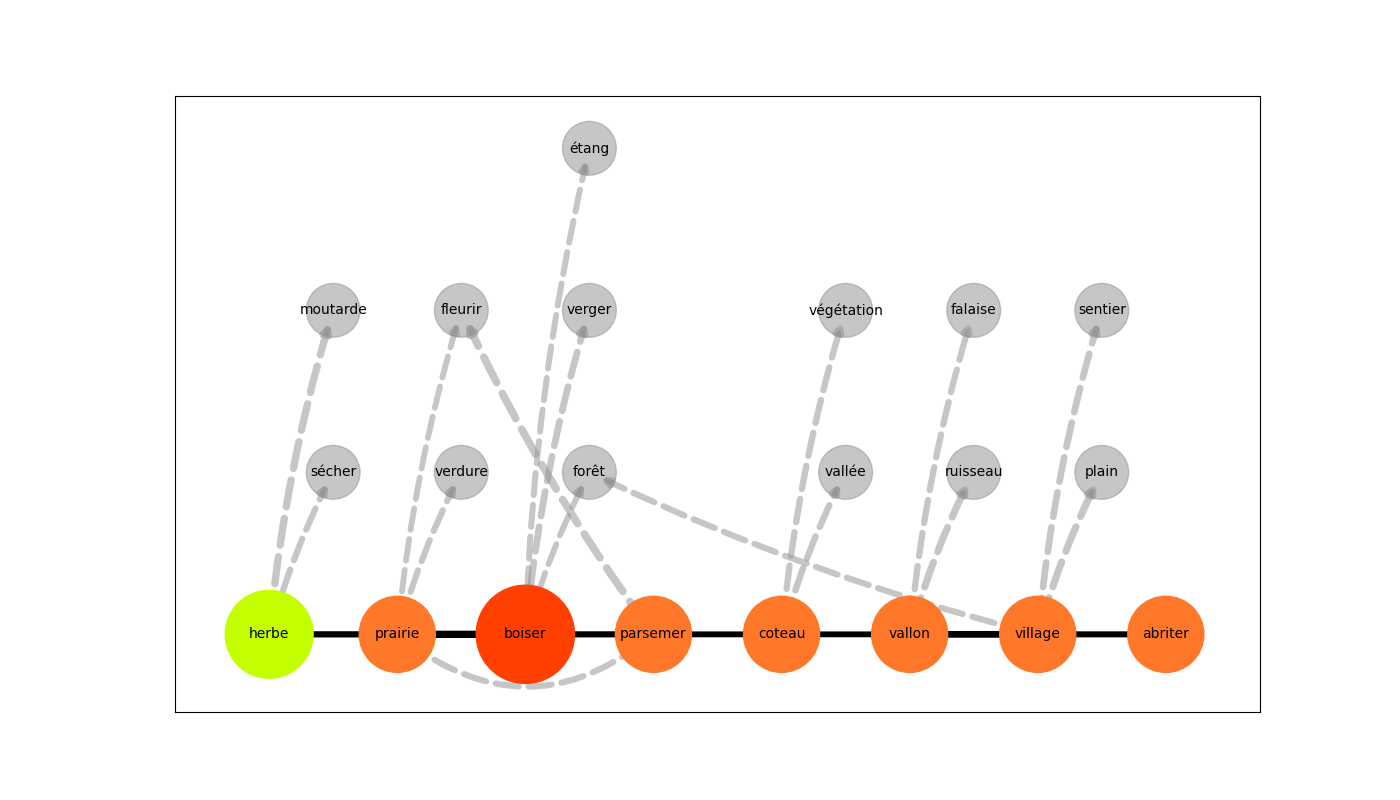 étang
moutarde fleurir verger végétation falaise sentier
sécher verdure forêt vallée ruisseau plain
herbe prairie boiser parsemer coteau vallon village abriter